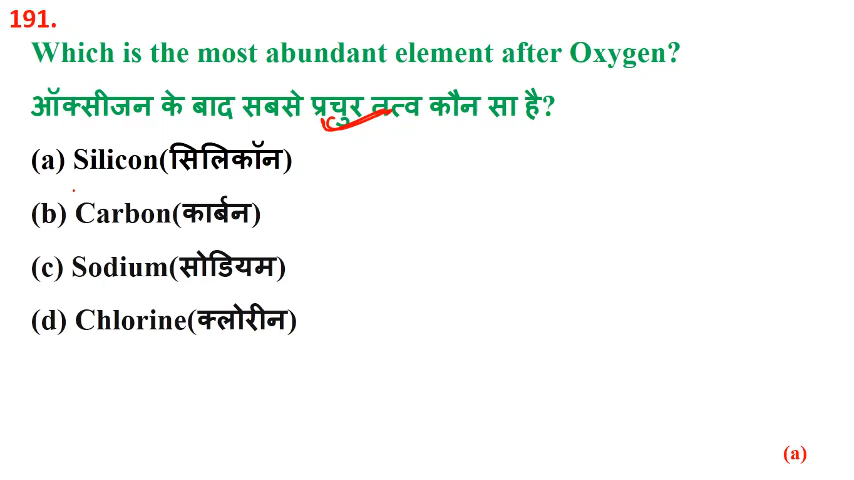 191.
Which is the most abundant element after Oxygen?
ऑक्सीजन के बाद सबसे प्रचुर तत्व कौन सा है?
(a) Silicon(सिलिकॉन)
(b) Carbon(कार्बन)
(c) Sodium(सोडियम)
(d) Chlorine(क्लोरीन)
(a)